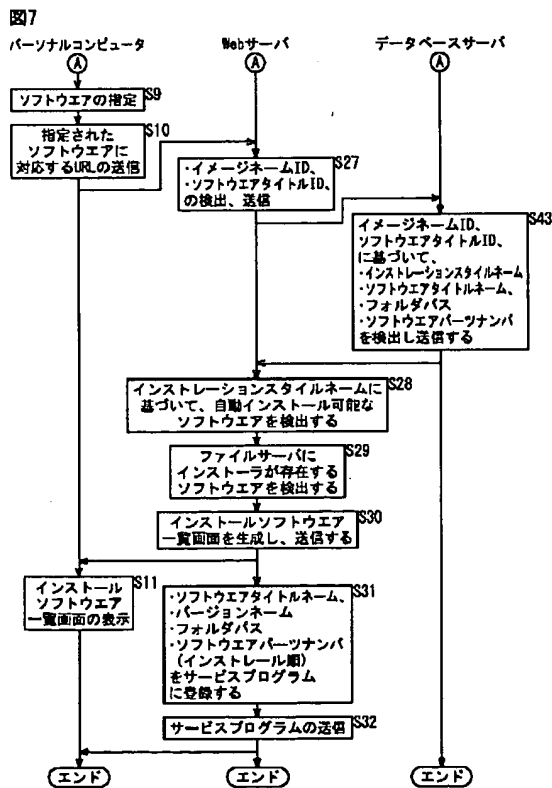 図7
パーソナルコンピュータ
Webサーバ
データベースサーバ
A
A
A
ソフトウエアの指定
S9
指定された
ソフトウエアに
対応するURLの送信
S10
・イメージネームID、
・ソフトウエアタイトルID、
の検出、送信
S27
イメージネームID、
ソフトウエアタイトルID、
に基づいて、
・インストレーションスタイルネーム
・ソフトウエアタイトルネーム、
・フォルダパス
・ソフトウエアパーツナンバ
を検出し送信する
S43
インストレーションスタイルネームに
基づいて、自動インストール可能な
ソフトウエアを検出する
S28
ファイルサーバに
インストーラが存在する
ソフトウエアを検出する
S29
インストールソフトウエア
一覧画面を生成し、送信する
S30
インストール
ソフトウエア
一覧画面の表示
S11
・ソフトウエアタイトルネーム、
・バージョンネーム
・フォルダパス
・ソフトウエアパーツナンバ
(インストレール順)
をサービスプログラム
に登録する
S31
サービスプログラムの送信
S32
エンド
エンド
エンド